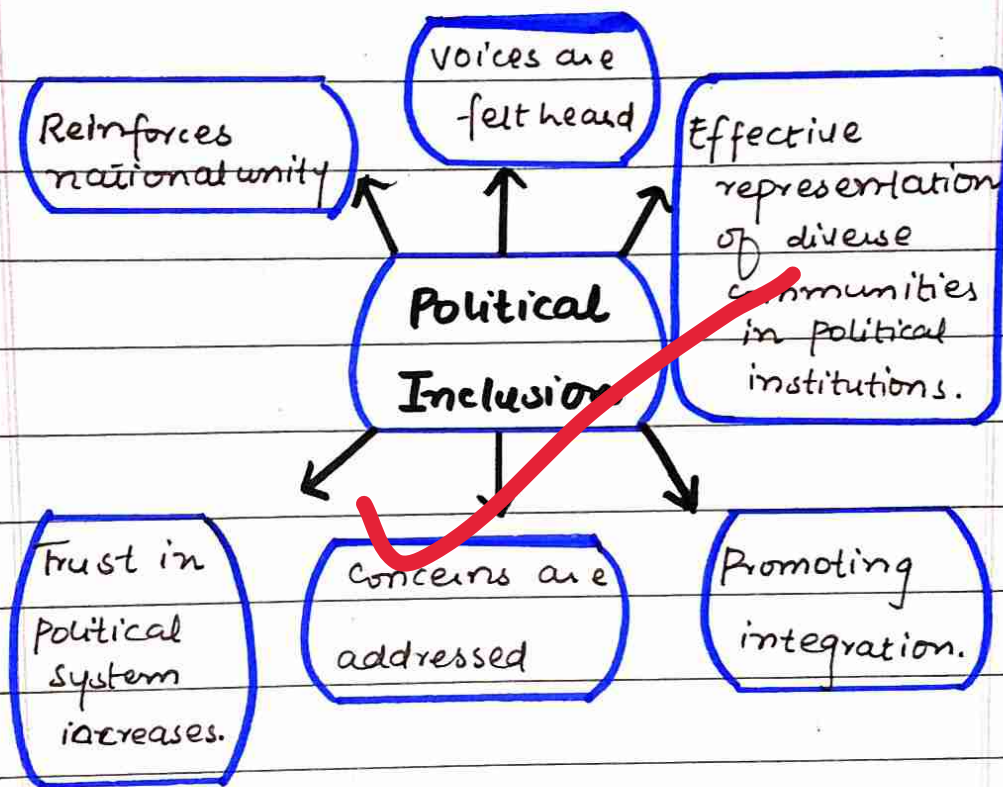 voices are
felt heard
Reinforces
national unity
Effective
representation
of diverse
communities
in political
institutions.
Political
Inclusion
Trust in
political
system
increases.
concerns are
addressed
Promoting
integration.